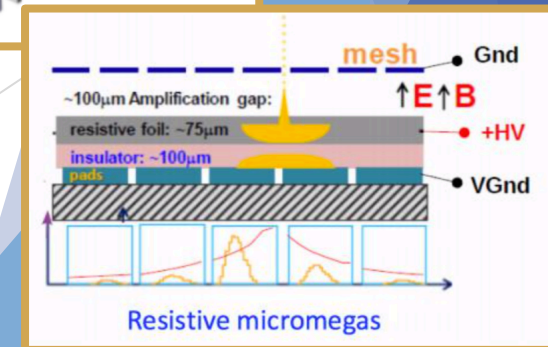 mesh
Gnd
~100μm Amplification gap:
↑E↑B
resistive foil: ~75μm
+HV
insulator: ~100μm
pads
VGnd
Resistive micromegas